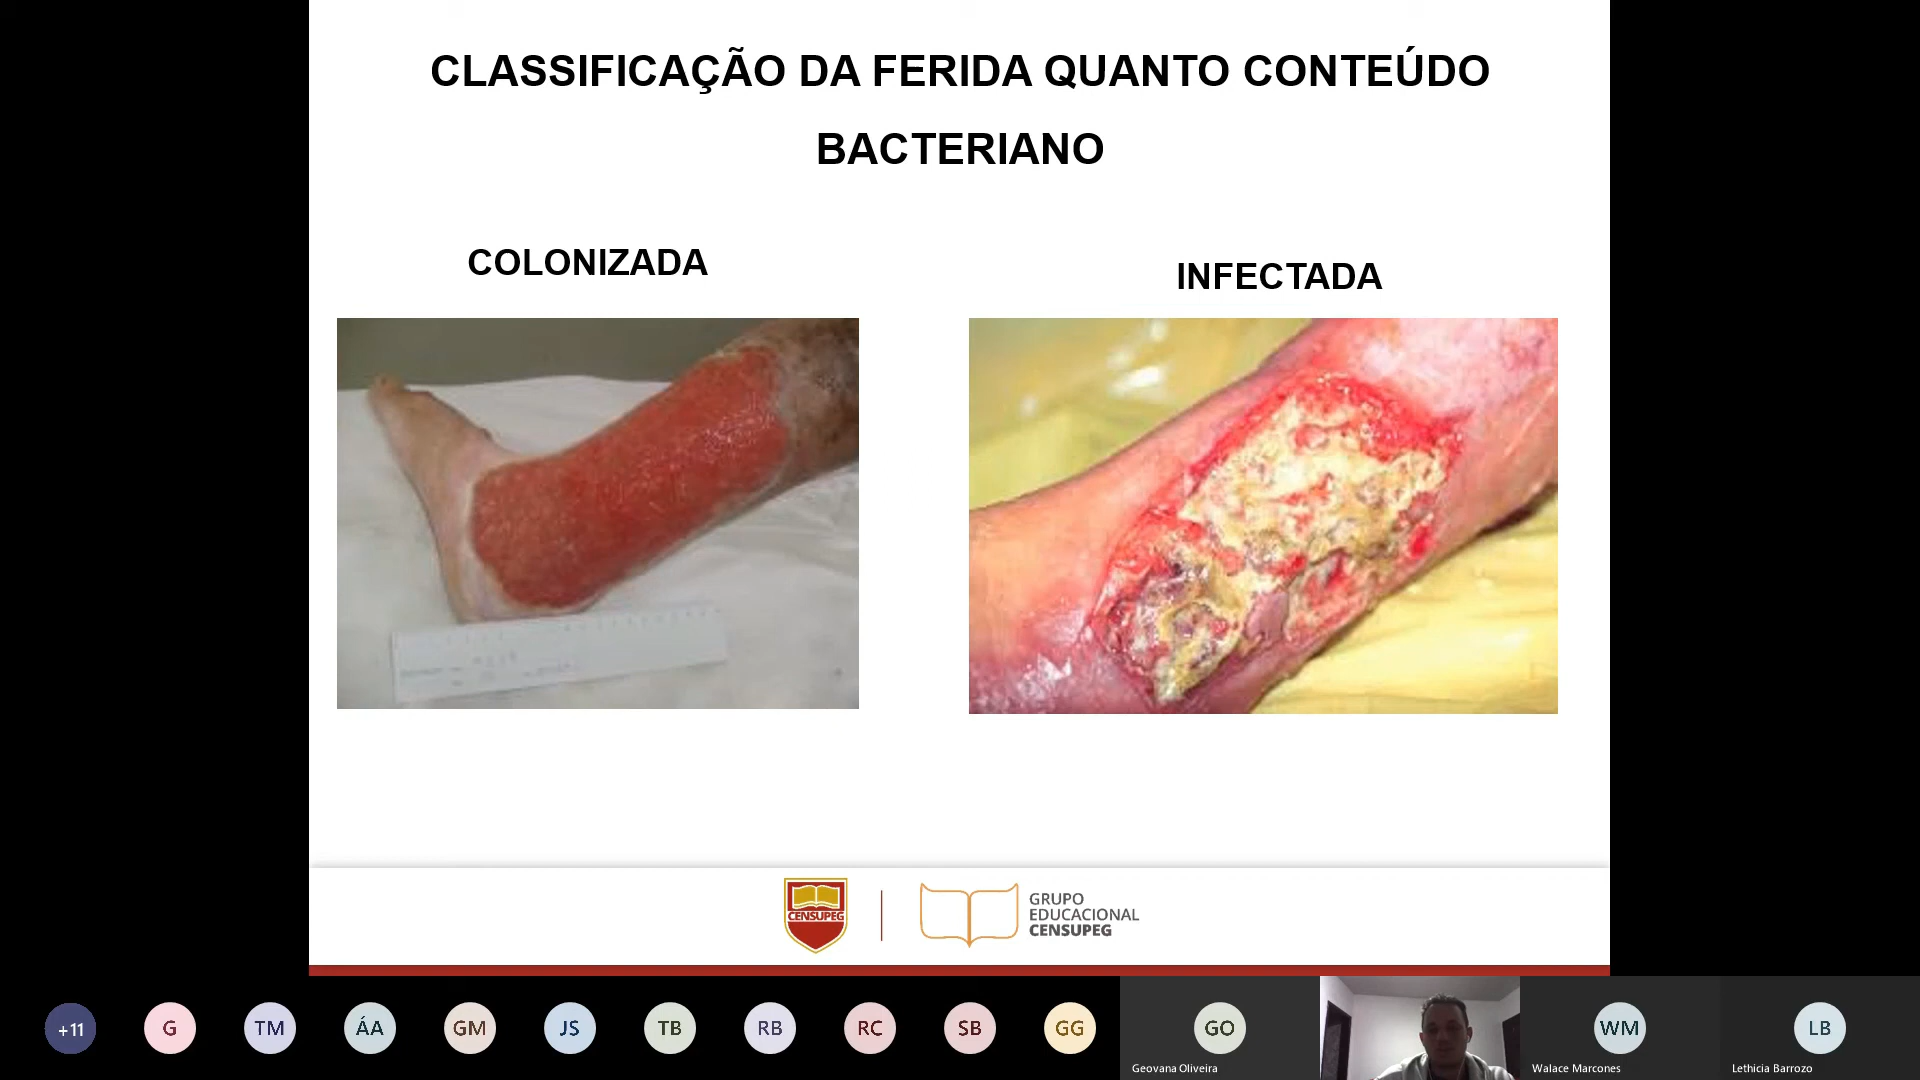 CLASSIFICAÇÃO DA FERIDA QUANTO CONTEÚDO
BACTERIANO
COLONIZADA
INFECTADA
CENSUPEG
GRUPO
EDUCACIONAL
CENSUPEG
+11
G
TM
ÁA
GM
JS
TB
RB
RC
SB
GG
GO
WM
LB
Geovana Oliveira
Walace Marcones
Lethicia Barrozo